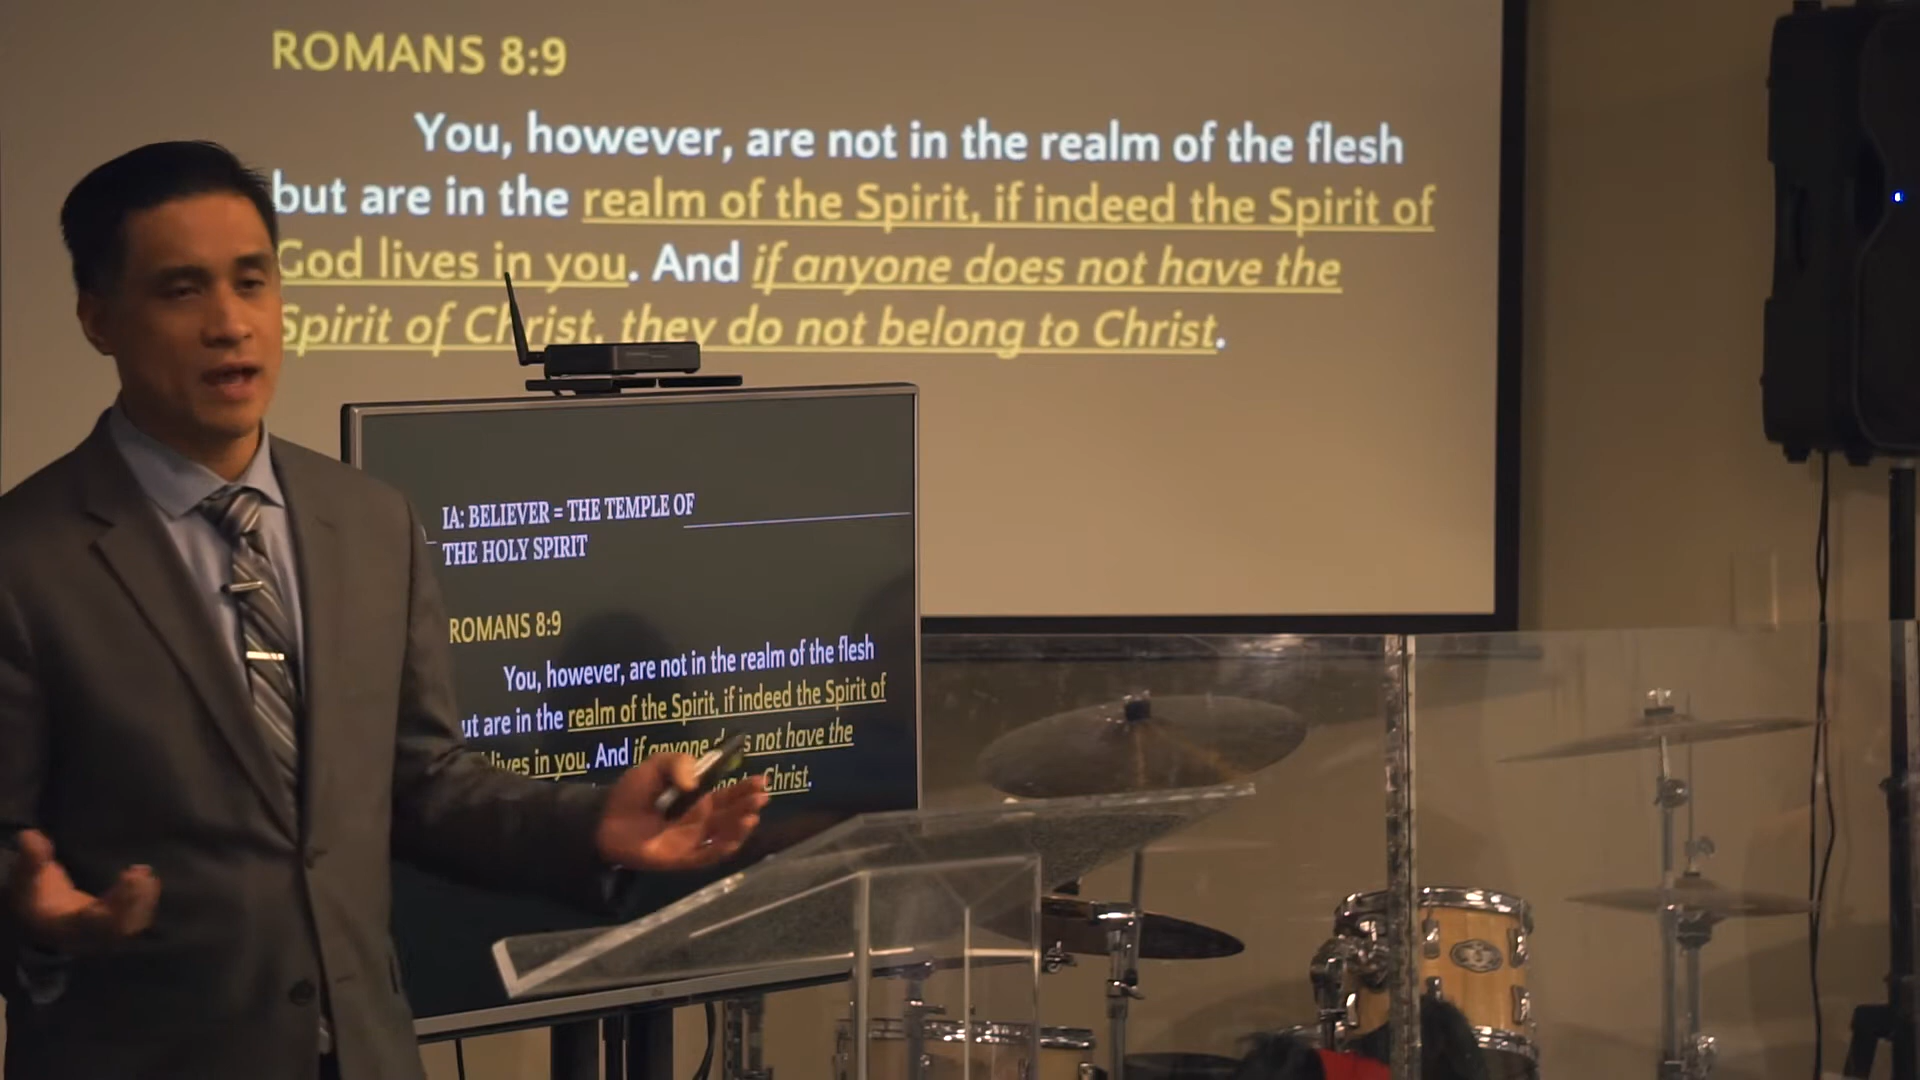 ROMANS 8:9
You, however, are not in the realm of the flesh
but are in the realm of the Spirit, if indeed the Spirit of
God lives in you. And if anyone does not have the
Spirit of Christ, they do not belong to Christ.
IA: BELIEVER = THE TEMPLE OF
THE HOLY SPIRIT
ROMANS 8:9
You, however, are not in the realm of the flesh
ut are in the realm of the Spirit, if indeed the Spirit of
lives in you. And if anyone does not have the
Christ.